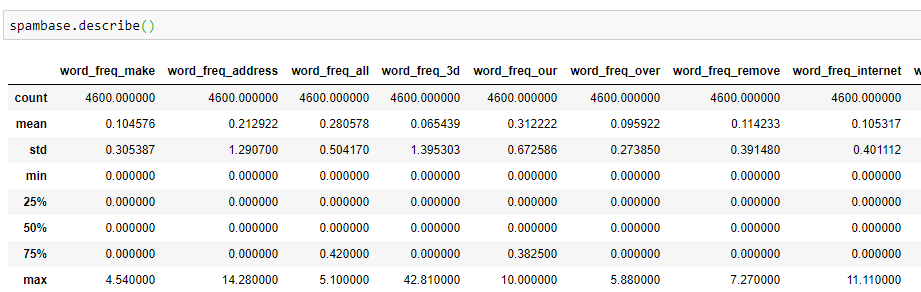 spambase.describe()
word_freq_make word_freq_address word_freq_all word_freq_3d word_freq_our word_freq_over word_freq_remove word_freq_internet w
count 4600.000000 4600.000000 4600.000000 4600.000000 4600.000000 4600.000000 4600.000000 4600.000000
mean 0.104576 0.212922 0.280578 0.065439 0.312222 0.095922 0.114233 0.105317
std 0.305387 1.290700 0.504170 1.395303 0.672586 0.273850 0.391480 0.401112
min 0.000000 0.000000 0.000000 0.000000 0.000000 0.000000 0.000000 0.000000
25% 0.000000 0.000000 0.000000 0.000000 0.000000 0.000000 0.000000 0.000000
50% 0.000000 0.000000 0.000000 0.000000 0.000000 0.000000 0.000000 0.000000
75% 0.000000 0.000000 0.420000 0.000000 0.382500 0.000000 0.000000 0.000000
max 4.540000 14.280000 5.100000 42.810000 10.000000 5.880000 7.270000 11.110000